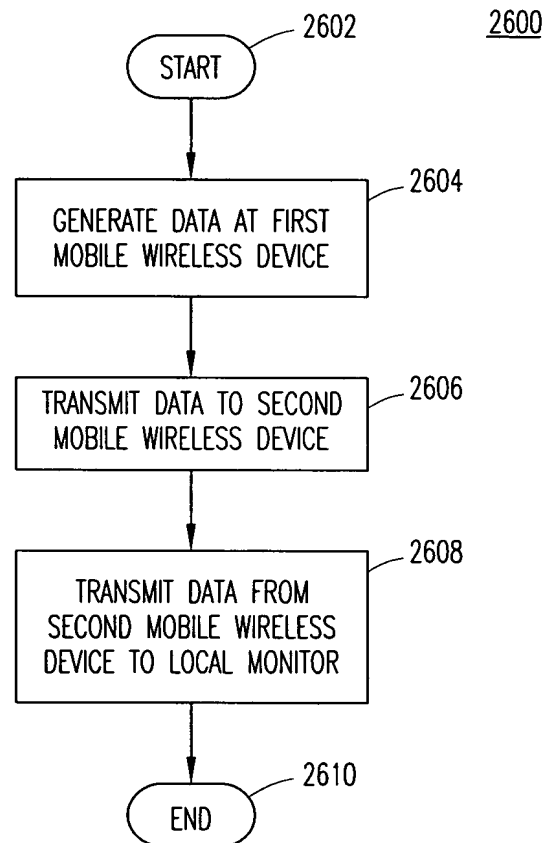 2602
2600
START
2604
GENERATE DATA AT FIRST
MOBILE WIRELESS DEVICE
2606
TRANSMIT DATA TO SECOND
MOBILE WIRELESS DEVICE
2608
TRANSMIT DATA FROM
SECOND MOBILE WIRELESS
DEVICE TO LOCAL MONITOR
2610
END